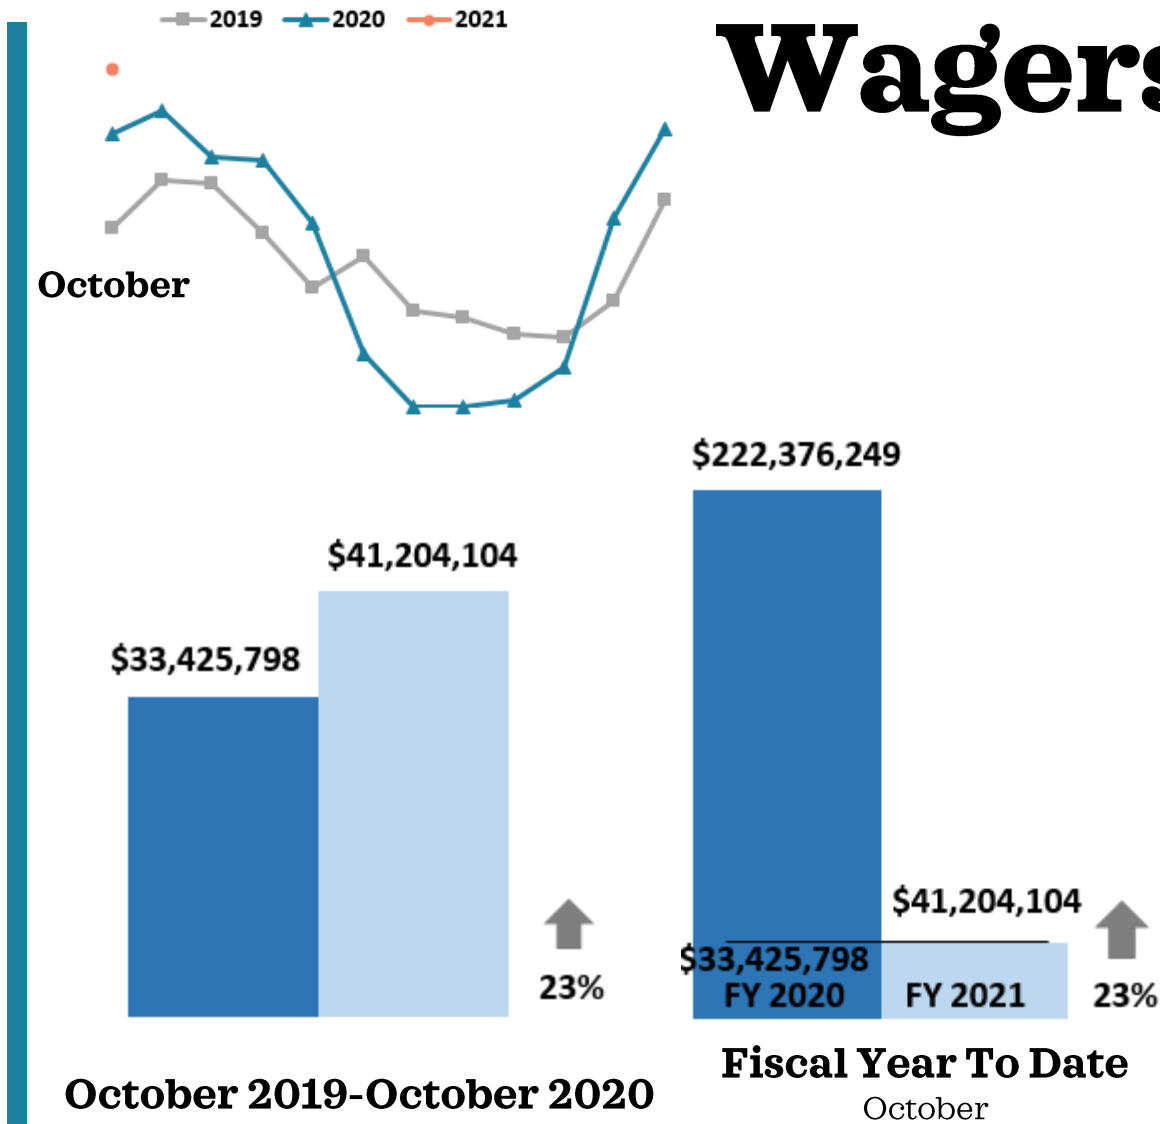 2019 2020 2021
Wagers
October
$222,376,249
$41,204,104
$33,425,798
$41,204,104
$33,425,798
FY 2020 FY 2021
23%
23%
Fiscal Year To Date
October 2019-October 2020
October